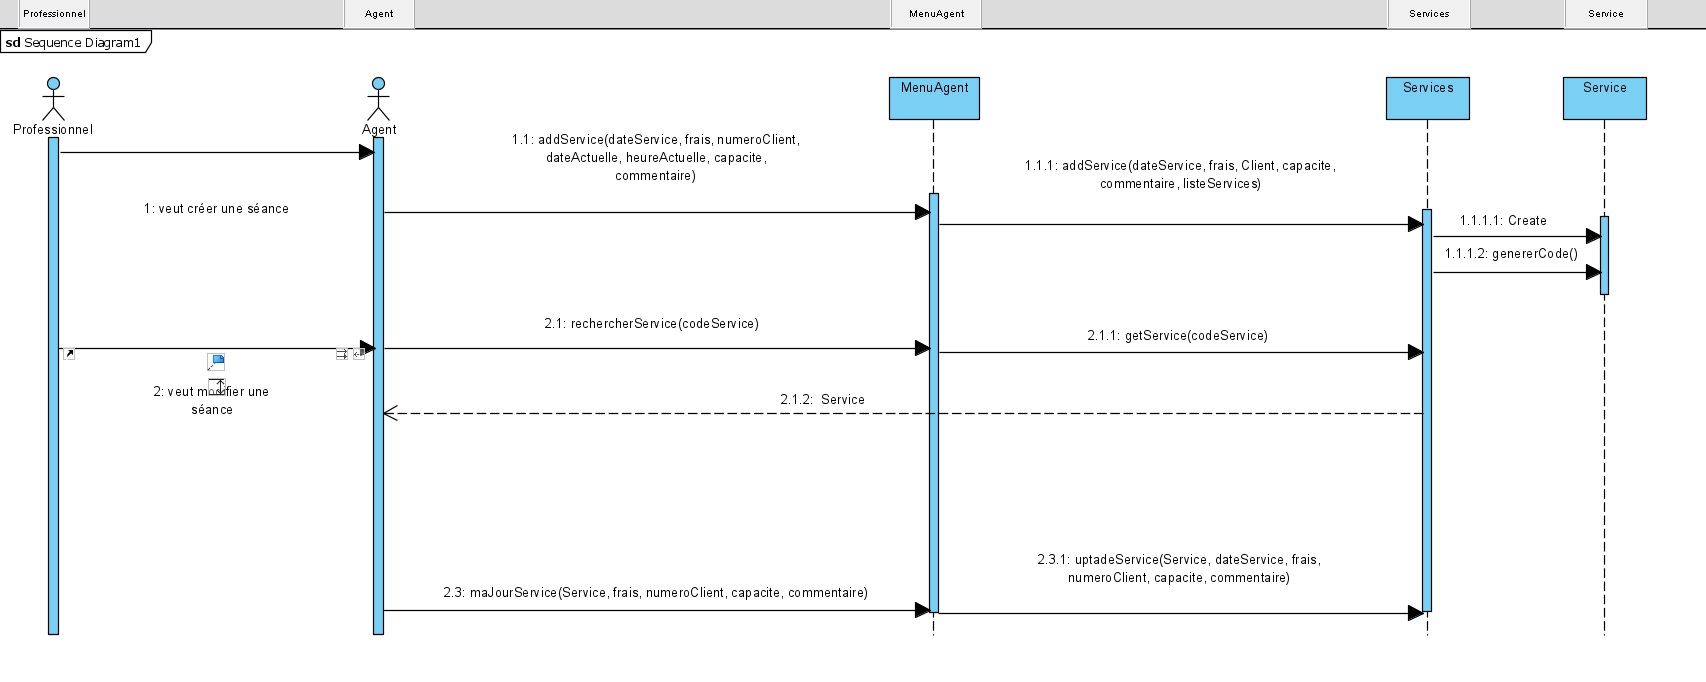 Professionnel
Agent
MenuAgent
Services
Service
sd Sequence Diagram1
Professionnel
Agent
MenuAgent
Services
Service
1.1: addService(dateService, frais, numeroClient,
dateActuelle, heureActuelle, capacite,
commentaire)
1.1.1: addService(dateService, frais, Client, capacite,
commentaire, listeServices)
1: veut créer une séance
1.1.1.1: Create
1.1.1.2: genererCode()
2.1: rechercherService(codeService)
2.1.1: getService(codeService)
2: veut modifier une
séance
2.1.2: Service
2.3.1: uptadeService(Service, dateService, frais,
numeroClient, capacite, commentaire)
2.3: maJourService(Service, frais, numeroClient, capacite, commentaire)